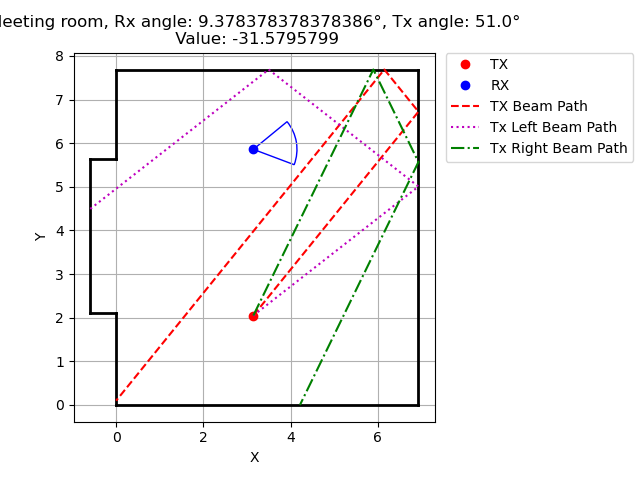 leeting room, Rx angle: 9.378378378378386°, Tx angle: 51.0°
Value: -31.5795799
TX
RX
TX Beam Path
Tx Left Beam Path
Tx Right Beam Path
8
7
6
5
4
3
2
1
0
Y
0
2
4
6
X